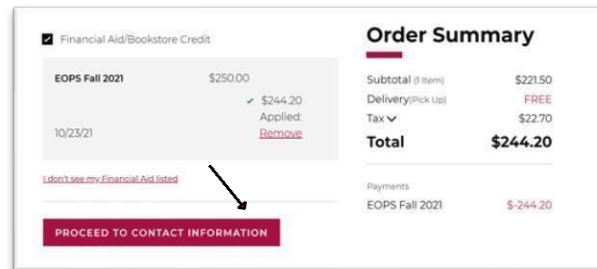 Financial Aid/Bookstore Credit
EOPS Fall 2021 $250.00
✓ $244.20
Applied:
10/23/21 Remove
I don't see my Financial Aid listed
PROCEED TO CONTACT INFORMATION
Order Summary
Subtotal (1 Item) $221.50
Delivery(Pick Up) FREE
Tax $22.70
Total $244.20
Payments
EOPS Fall 2021 $-244.20